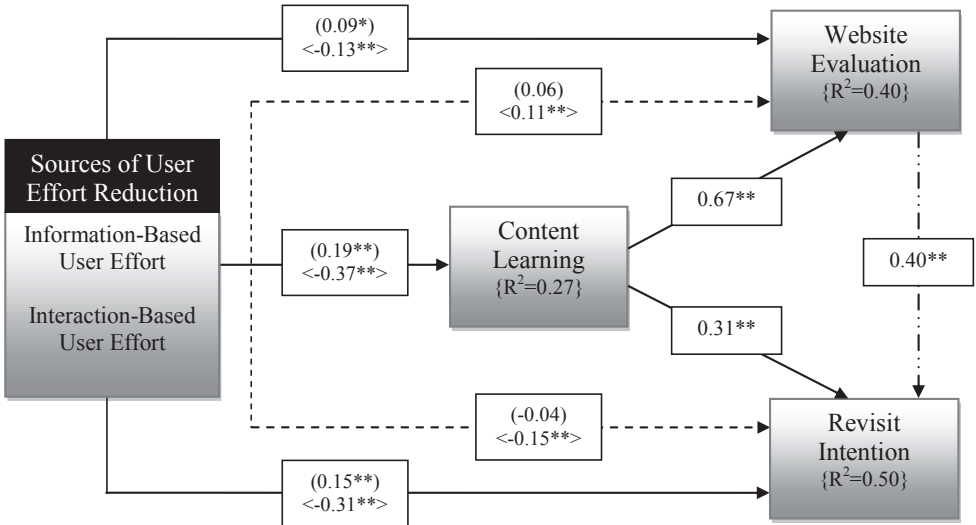 (0.09*)
<-0.13**>
Website
Evaluation
{R²=0.40}
(0.06)
<0.11**>
Sources of User
Effort Reduction
Information-Based
User Effort
Interaction-Based
User Effort
(0.19**)
<-0.37**>
Content
Learning
{R²=0.27}
0.67**
0.40**
0.31**
(-0.04)
<-0.15**>
Revisit
Intention
{R²=0.50}
(0.15**)
<-0.31**>